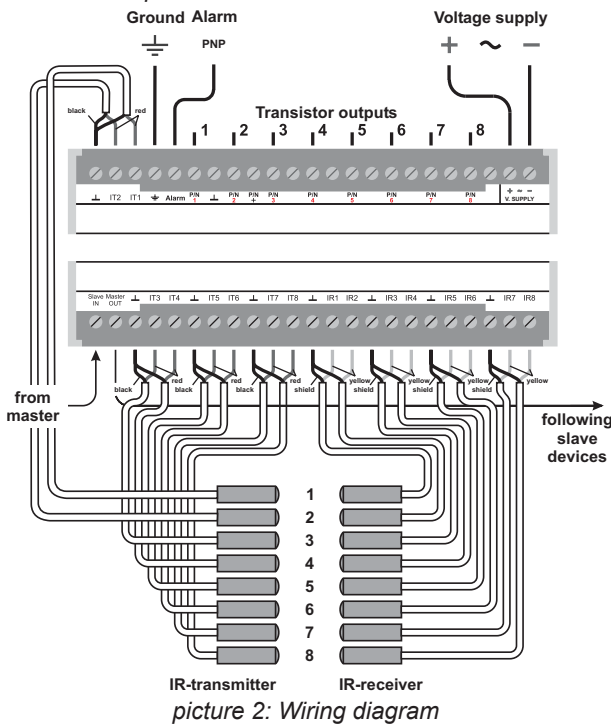 Ground Alarm Voltage supply
PNP + ~ −
black red
Transistor outputs
1 2 3 4 5 6 7 8
⊥ IT2 IT1 ⏚ Alarm P/N 1 ⊥ P/N 2 P/N + P/N 3 P/N 4 P/N 5 P/N 6 P/N 7 P/N 8 + ~ − V. SUPPLY
Slave IN Master OUT ⊥ IT3 IT4 ⊥ IT5 IT6 ⊥ IT7 IT8 ⊥ IR1 IR2 ⊥ IR3 IR4 ⊥ IR5 IR6 ⊥ IR7 IR8
black red black red black red shield yellow shield yellow shield yellow shield yellow
from
master
following
slave
devices
1
2
3
4
5
6
7
8
IR-transmitter IR-receiver
picture 2: Wiring diagram